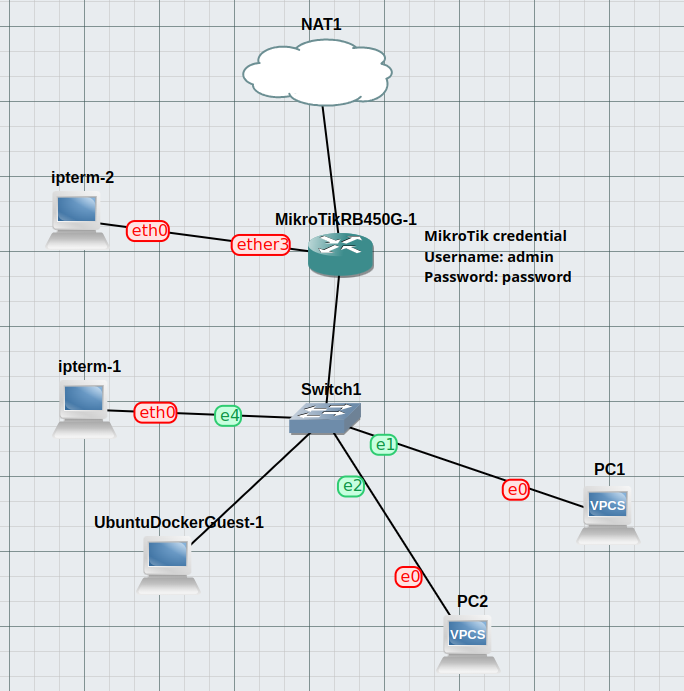 NAT1
ipterm-2
eth0
ether3
MikroTikRB450G-1
MikroTik credential
Username: admin
Password: password
ipterm-1
eth0
e4
Switch1
e1
e2
e0
PC1
VPCS
UbuntuDockerGuest-1
e0
PC2
VPCS